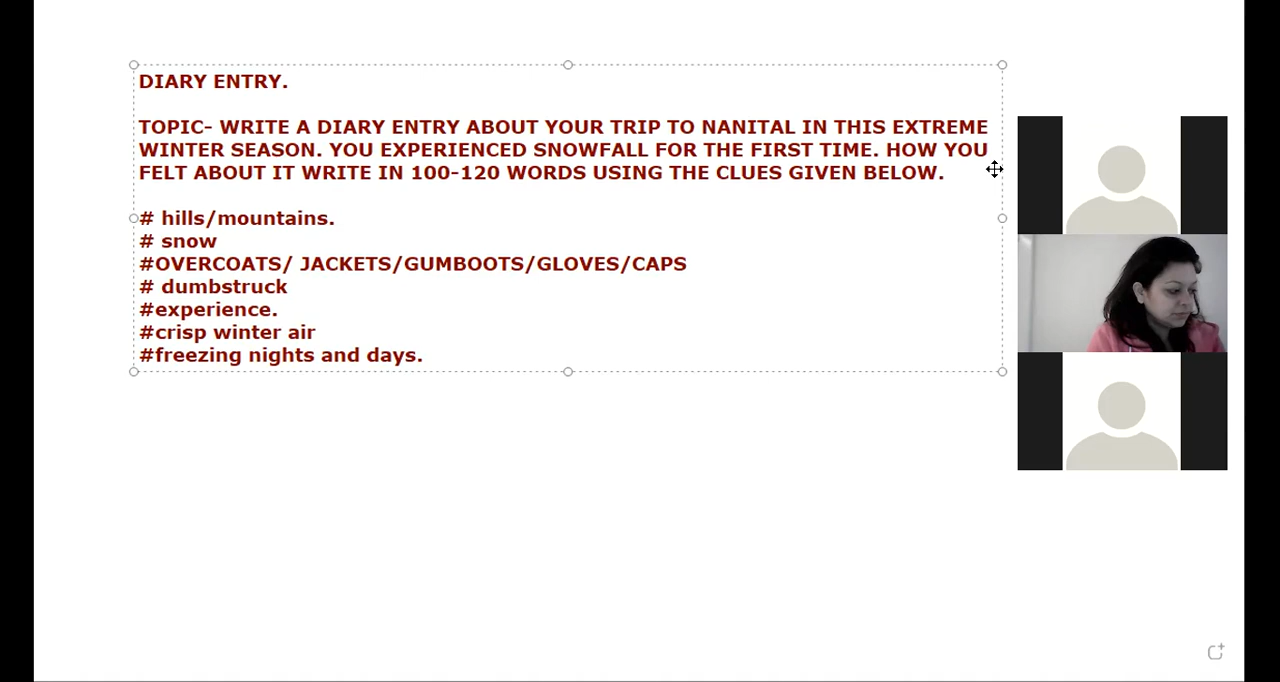 DIARY ENTRY.
TOPIC- WRITE A DIARY ENTRY ABOUT YOUR TRIP TO NANITAL IN THIS EXTREME
WINTER SEASON. YOU EXPERIENCED SNOWFALL FOR THE FIRST TIME. HOW YOU
FELT ABOUT IT WRITE IN 100-120 WORDS USING THE CLUES GIVEN BELOW.
# hills/mountains.
# snow
#OVERCOATS/ JACKETS/GUMBOOTS/GLOVES/CAPS
# dumbstruck
#experience.
#crisp winter air
#freezing nights and days.